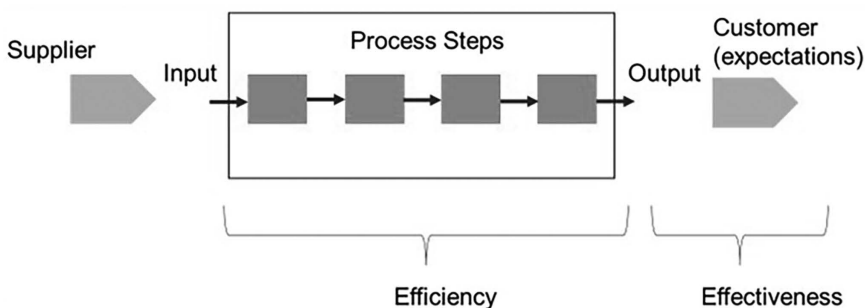 Supplier
Input
Process Steps
Output
Customer
(expectations)
Efficiency
Effectiveness